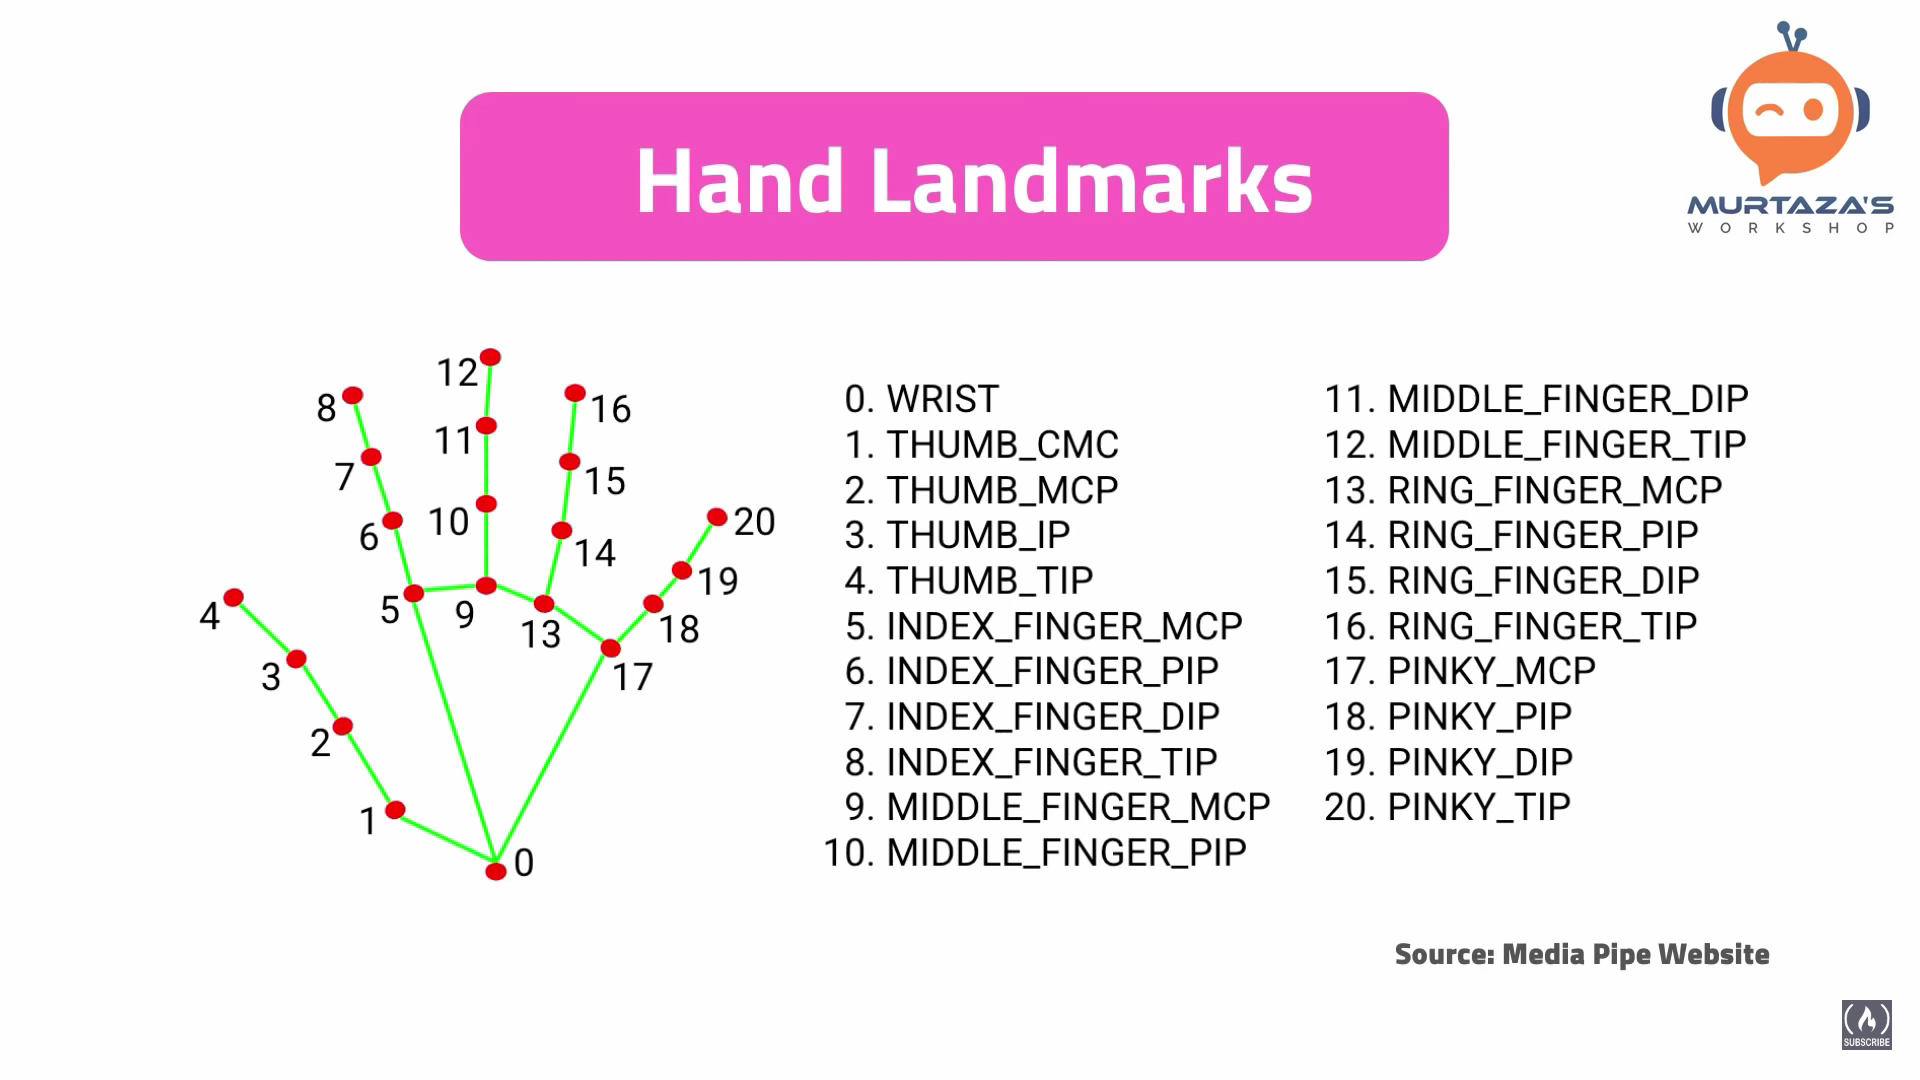 Hand Landmarks
MURTAZA'S
WORKSHOP
12
8
16
11
15
7
10
20
6
14
19
4
5
9
13
18
3
17
2
1
0
0. WRIST
1. THUMB_CMC
2. THUMB_MCP
3. THUMB_IP
4. THUMB_TIP
5. INDEX_FINGER_MCP
6. INDEX_FINGER_PIP
7. INDEX_FINGER_DIP
8. INDEX_FINGER_TIP
9. MIDDLE_FINGER_MCP
10. MIDDLE_FINGER_PIP
11. MIDDLE_FINGER_DIP
12. MIDDLE_FINGER_TIP
13. RING_FINGER_MCP
14. RING_FINGER_PIP
15. RING_FINGER_DIP
16. RING_FINGER_TIP
17. PINKY_MCP
18. PINKY_PIP
19. PINKY_DIP
20. PINKY_TIP
Source: Media Pipe Website
SUBSCRIBE